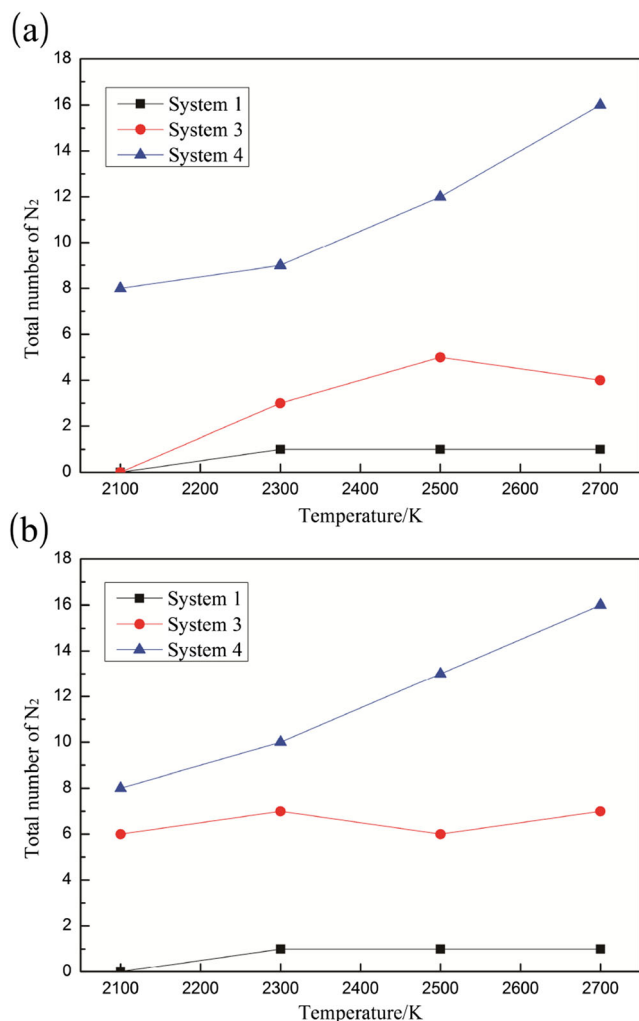 (a)
18
16
14
12
10
8
6
4
2
0
Total number of N₂
System 1
System 3
System 4
2100 2200 2300 2400 2500 2600 2700
Temperature/K
(b)
18
16
14
12
10
8
6
4
2
0
Total number of N₂
System 1
System 3
System 4
2100 2200 2300 2400 2500 2600 2700
Temperature/K